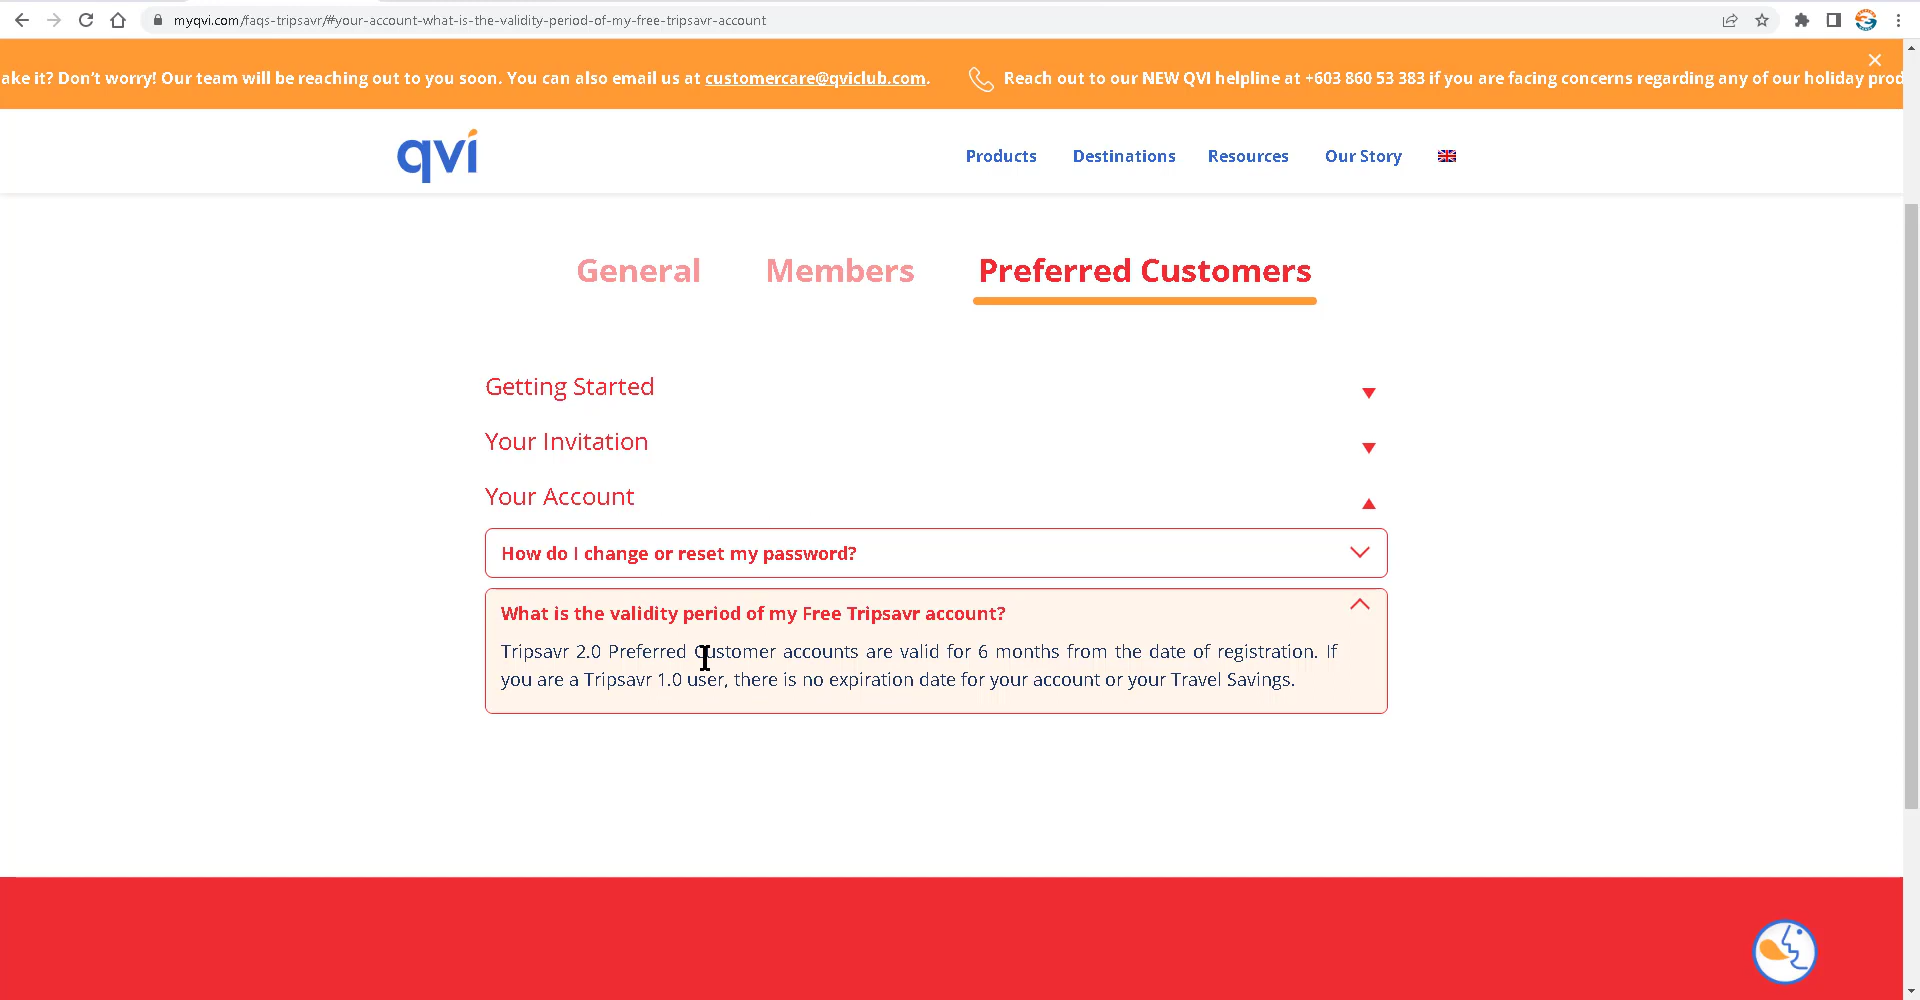 myqvi.com/faqs-tripsavr/#your-account-what-is-the-validity-period-of-my-free-tripsavr-account
ake it? Don't worry! Our team will be reaching out to you soon. You can also email us at customercare@qviclub.com. Reach out to our NEW QVI helpline at +603 860 53 383 if you are facing concerns regarding any of our holiday prod
qvi
Products Destinations Resources Our Story
General Members Preferred Customers
Getting Started
Your Invitation
Your Account
How do I change or reset my password?
What is the validity period of my Free Tripsavr account?
Tripsavr 2.0 Preferred Customer accounts are valid for 6 months from the date of registration. If
you are a Tripsavr 1.0 user, there is no expiration date for your account or your Travel Savings.